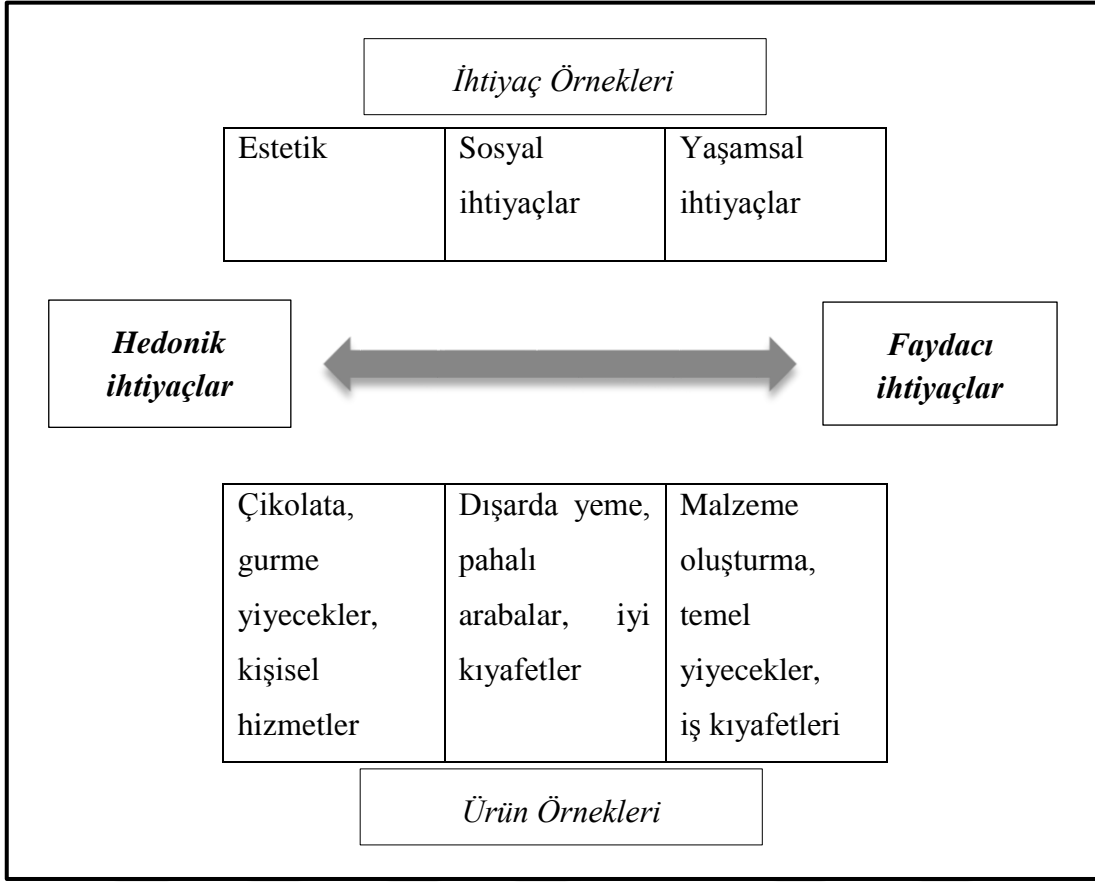 İhtiyaç Örnekleri
Estetik
Sosyal
ihtiyaçlar
Yaşamsal
ihtiyaçlar
Hedonik
ihtiyaçlar
Faydacı
ihtiyaçlar
Çikolata,
gurme
yiyecekler,
kişisel
hizmetler
Dışarda yeme,
pahalı
arabalar, iyi
kıyafetler
Malzeme
oluşturma,
temel
yiyecekler,
iş kıyafetleri
Ürün Örnekleri